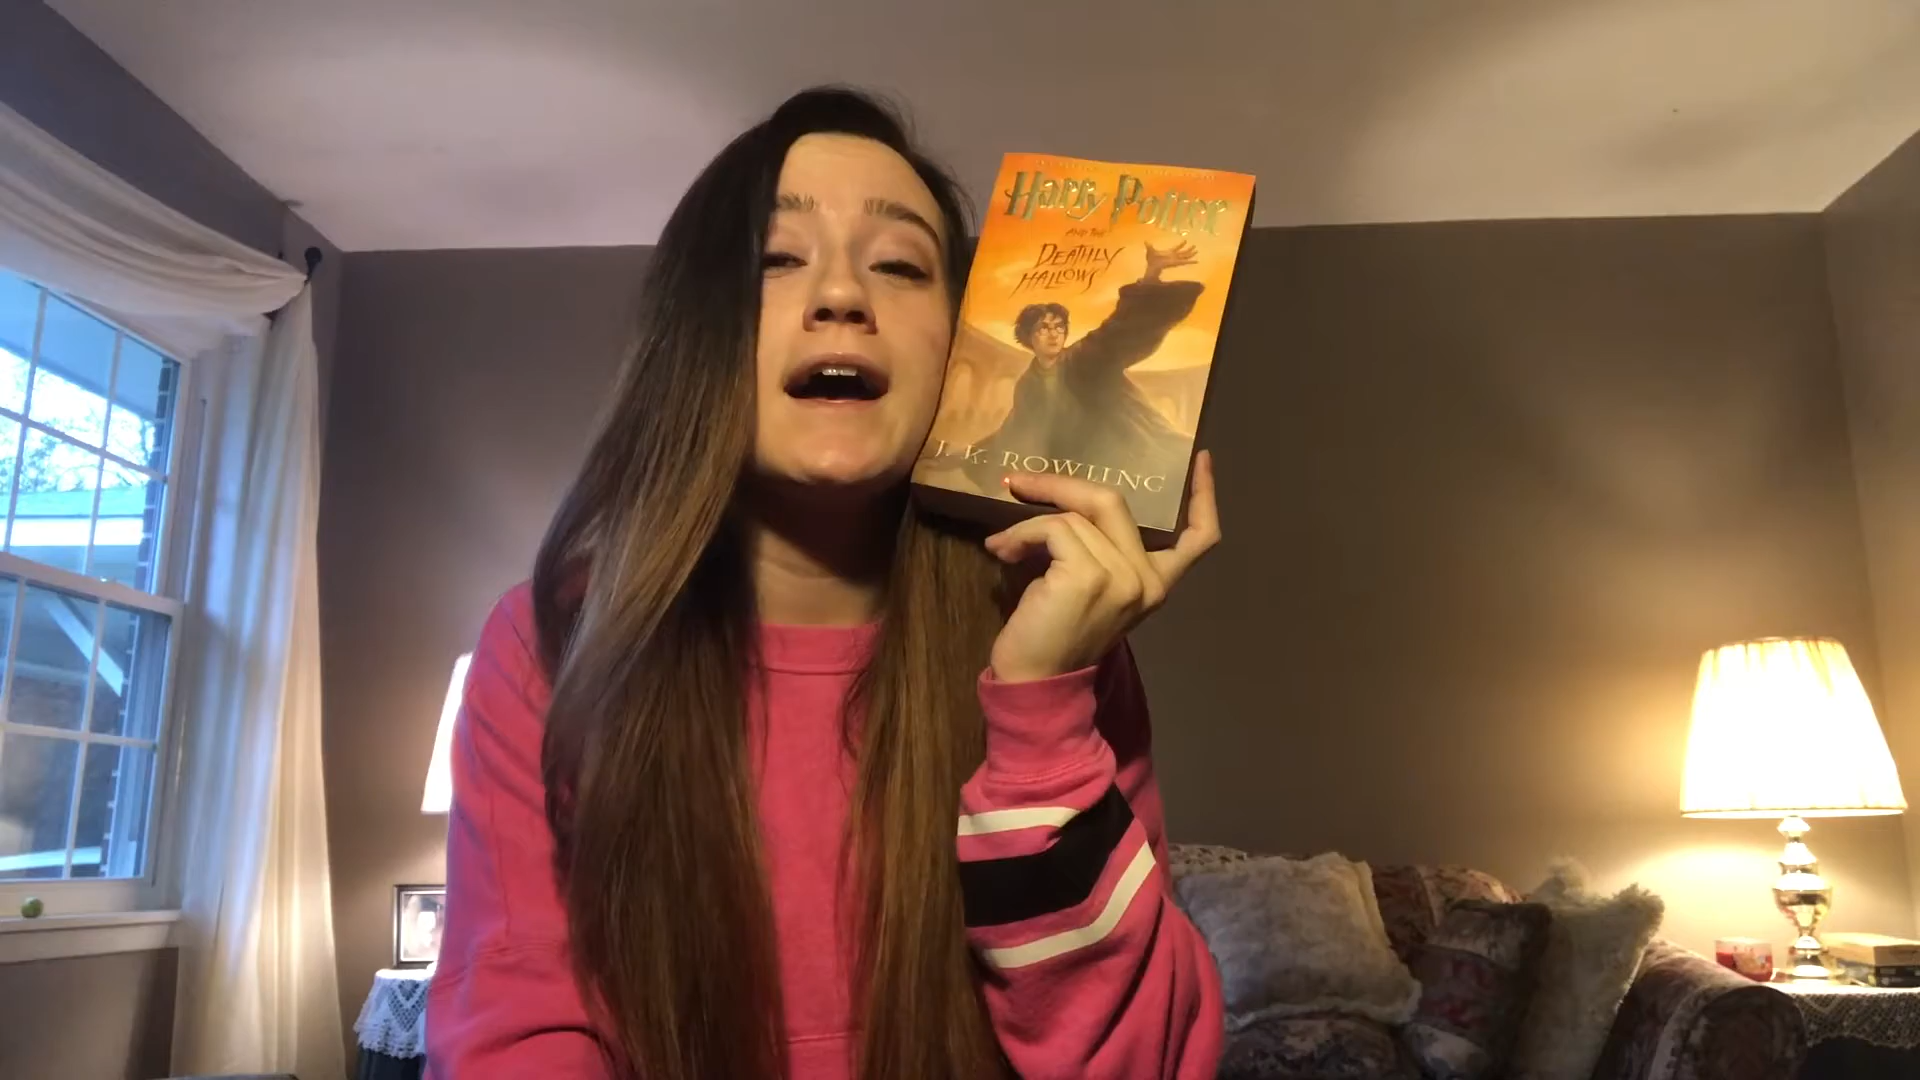 Harry Potter
AND THE
DEATHLY
HALLOWS
J. K. ROWLING